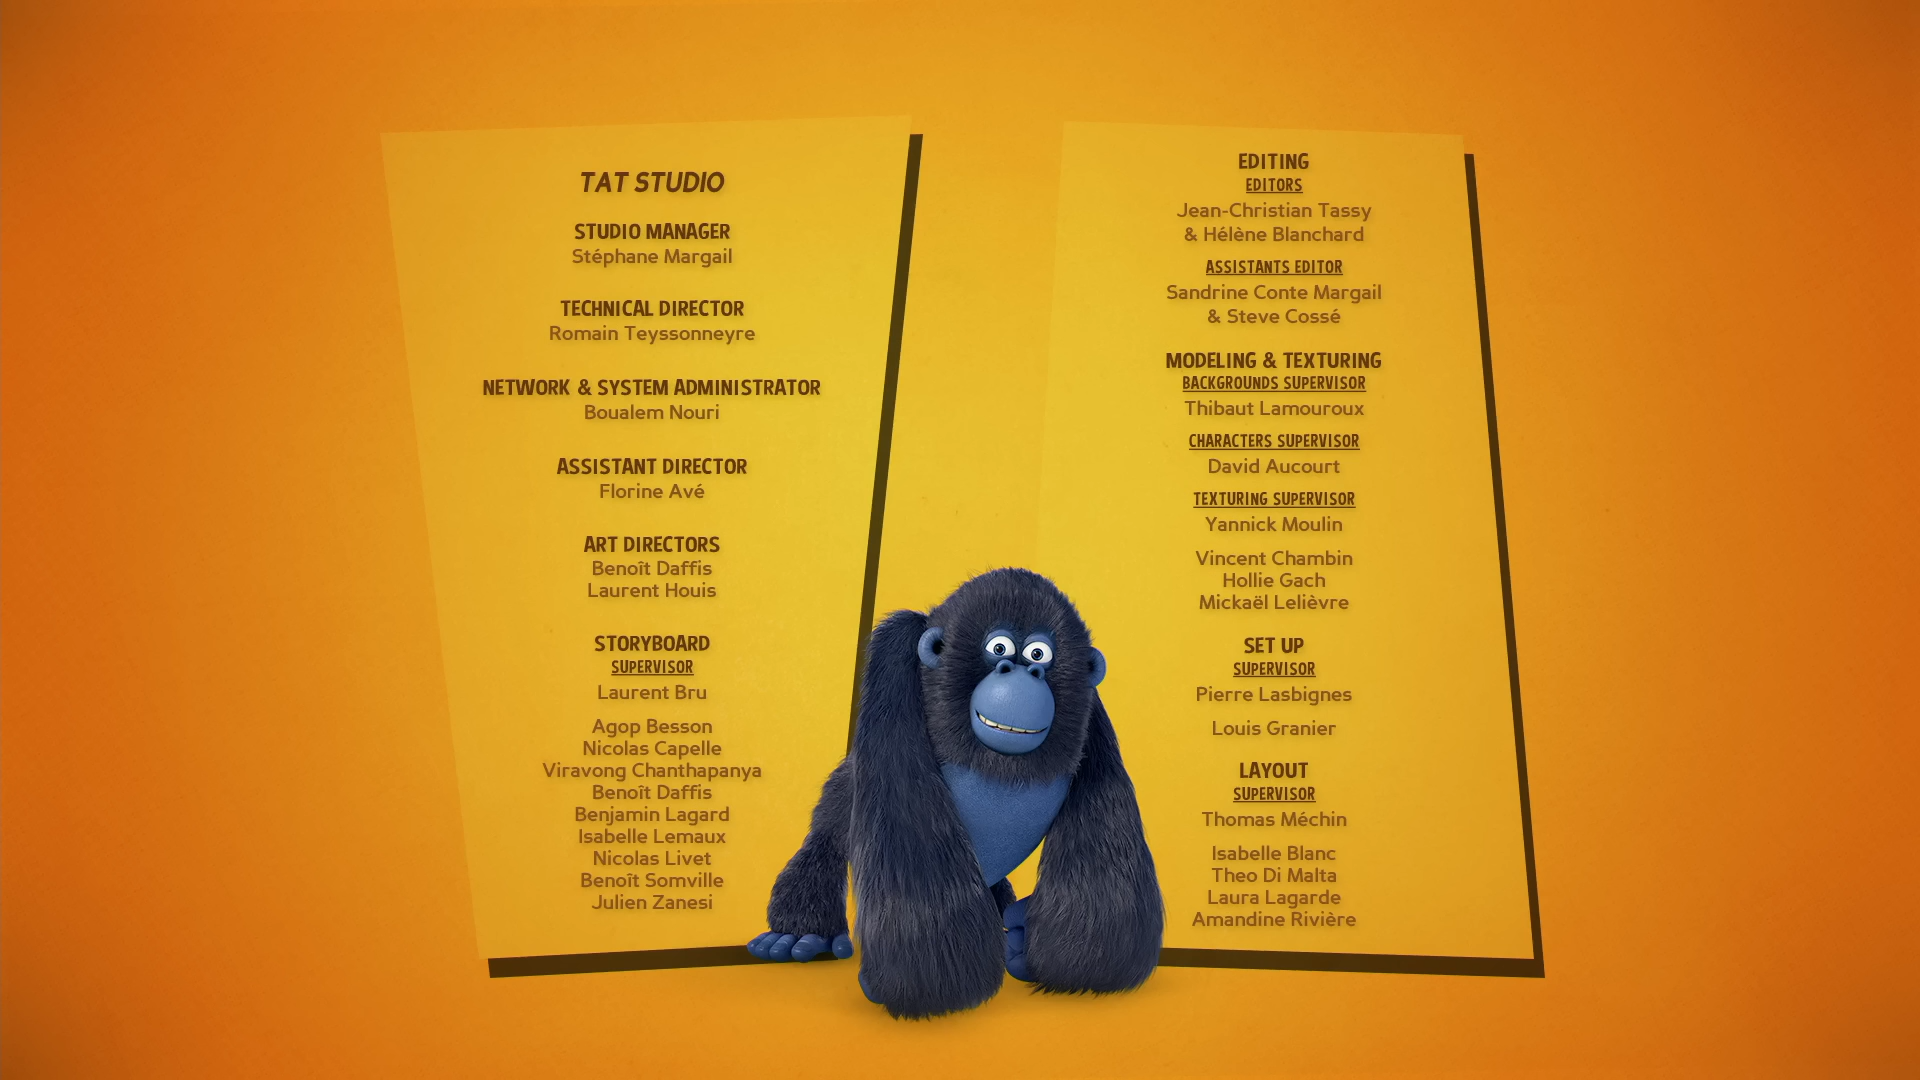 TAT STUDIO
STUDIO MANAGER
Stéphane Margail
TECHNICAL DIRECTOR
Romain Teyssonneyre
NETWORK & SYSTEM ADMINISTRATOR
Boualem Nouri
ASSISTANT DIRECTOR
Florine Avé
ART DIRECTORS
Benoît Daffis
Laurent Houis
STORYBOARD
SUPERVISOR
Laurent Bru
Agop Besson
Nicolas Capelle
Viravong Chanthapanya
Benoît Daffis
Benjamin Lagard
Isabelle Lemaux
Nicolas Livet
Benoît Somville
Julien Zanesi
EDITING
EDITORS
Jean-Christian Tassy
& Hélène Blanchard
ASSISTANTS EDITOR
Sandrine Conte Margail
& Steve Cossé
MODELING & TEXTURING
BACKGROUNDS SUPERVISOR
Thibaut Lamouroux
CHARACTERS SUPERVISOR
David Aucourt
TEXTURING SUPERVISOR
Yannick Moulin
Vincent Chambin
Hollie Gach
Mickaël Lelièvre
SET UP
SUPERVISOR
Pierre Lasbignes
Louis Granier
LAYOUT
SUPERVISOR
Thomas Méchin
Isabelle Blanc
Theo Di Malta
Laura Lagarde
Amandine Rivière